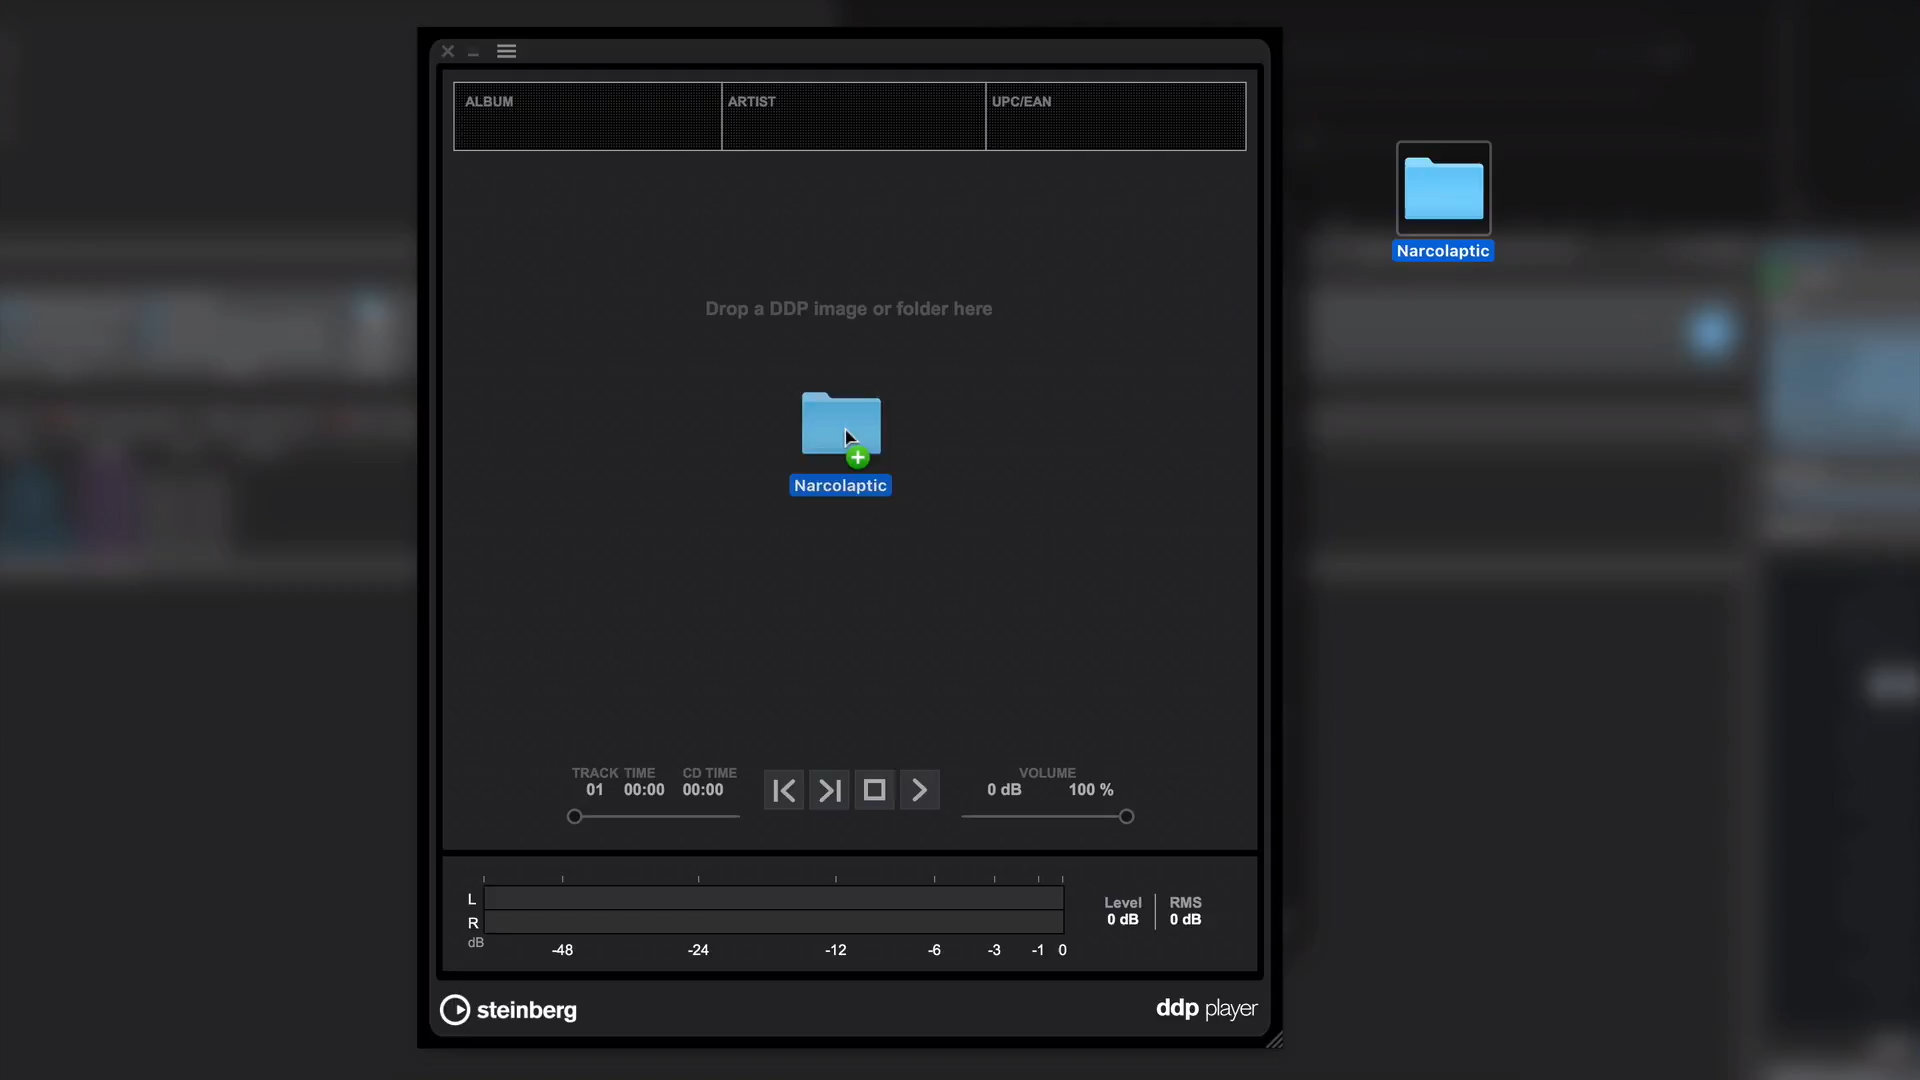 ALBUM
ARTIST
UPC/EAN
Narcolaptic
Drop a DDP image or folder here
Narcolaptic
TRACK TIME CD TIME
01 00:00 00:00
VOLUME
0 dB 100 %
L
R
dB
-48 -24 -12 -6 -3 -1 0
Level RMS
0 dB 0 dB
steinberg
ddp player